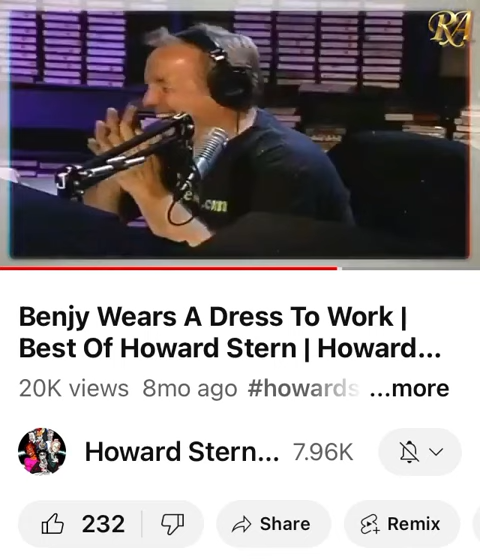 RA
Benjy Wears A Dress To Work |
Best Of Howard Stern | Howard...
20K views 8mo ago #howards ...more
Howard Stern... 7.96K
232 Share Remix